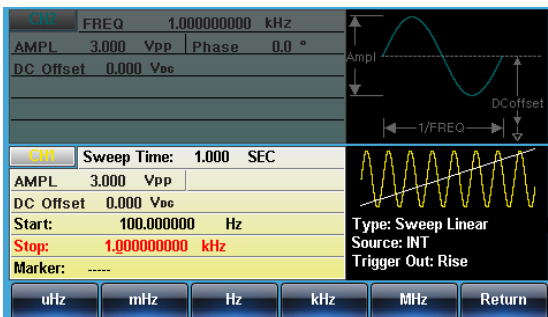 CH2 FREQ 1.000000000 kHz
AMPL 3.000 Vpp Phase 0.0 °
DC Offset 0.000 VDC
Ampl
DCoffset
1/FREQ
CH1 Sweep Time: 1.000 SEC
AMPL 3.000 Vpp
DC Offset 0.000 VDC
Start: 100.000000 Hz
Stop: 1.000000000 kHz
Marker: -----
Type: Sweep Linear
Source: INT
Trigger Out: Rise
uHz mHz Hz kHz MHz Return